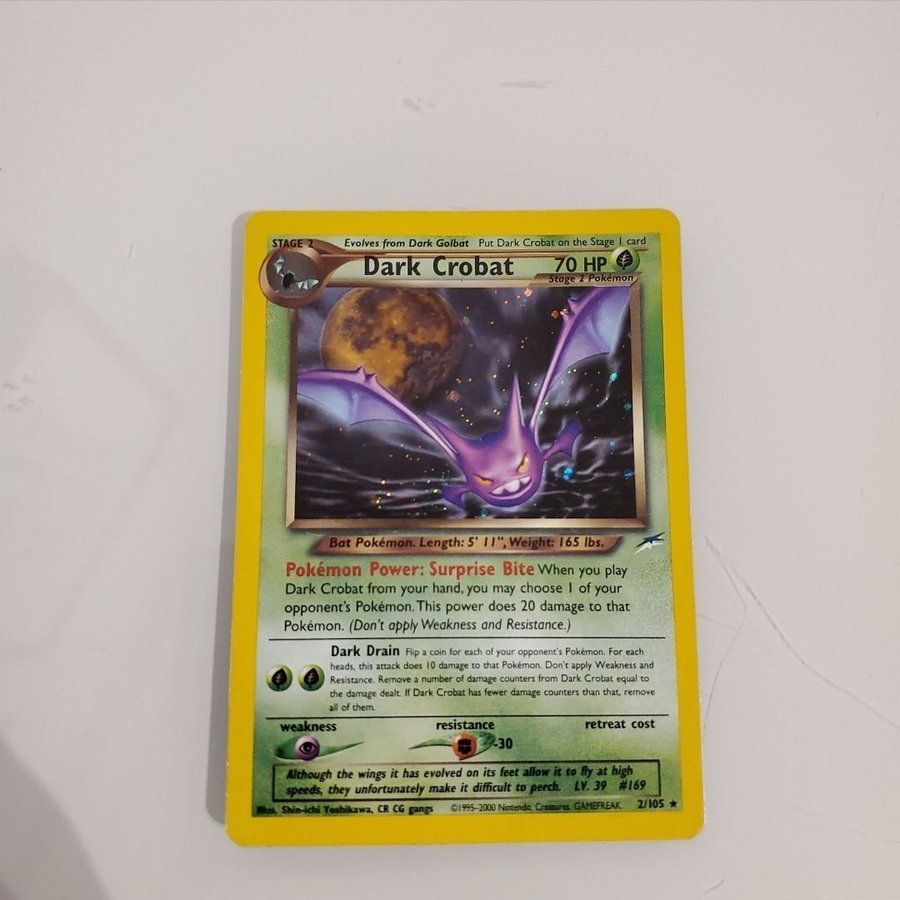 STAGE 2 Evolves from Dark Golbat Put Dark Crobat on the Stage 1 card
Dark Crobat 70 HP
Stage 2 Pokémon
Bat Pokémon. Length: 5' 11", Weight: 165 lbs.
Pokémon Power: Surprise Bite When you play
Dark Crobat from your hand, you may choose 1 of your
opponent's Pokémon. This power does 20 damage to that
Pokémon. (Don't apply Weakness and Resistance.)
Dark Drain Flip a coin for each of your opponent's Pokémon. For each
heads, this attack does 10 damage to that Pokémon. Don't apply Weakness and
Resistance. Remove a number of damage counters from Dark Crobat equal to
the damage dealt. If Dark Crobat has fewer damage counters than that, remove
all of them.
weakness resistance retreat cost
-30
Although the wings it has evolved on its feet allow it to fly at high
speeds, they unfortunately make it difficult to perch. LV. 39 #169
Illus. Shin-ichi Yoshikawa, CR CG gangs ©1995-2000 Nintendo, Creatures, GAMEFREAK. 2/105 ★